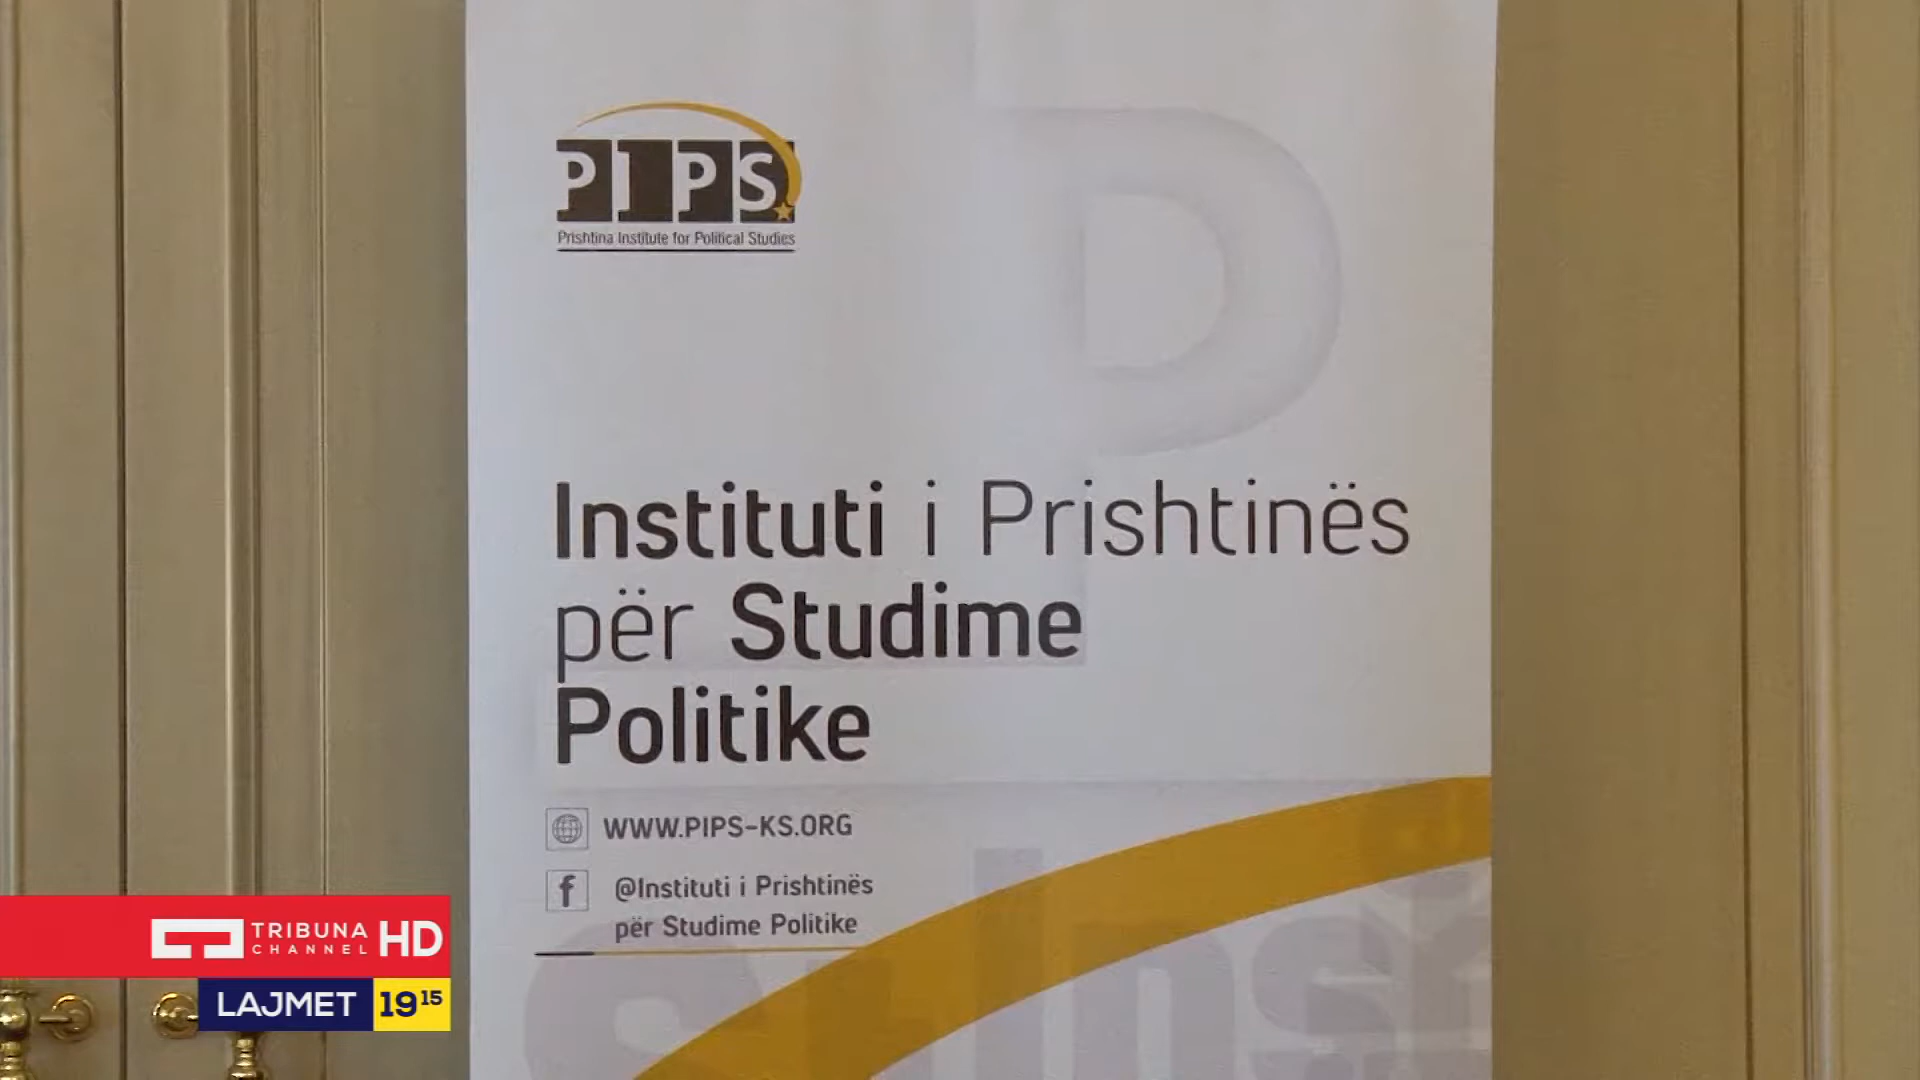 PIPS
Prishtina Institute for Political Studies
Instituti i Prishtinës
për Studime
Politike
WWW.PIPS-KS.ORG
f
@Instituti i Prishtinës
për Studime Politike
TRIBUNA
CHANNEL
HD
LAJMET 19 15